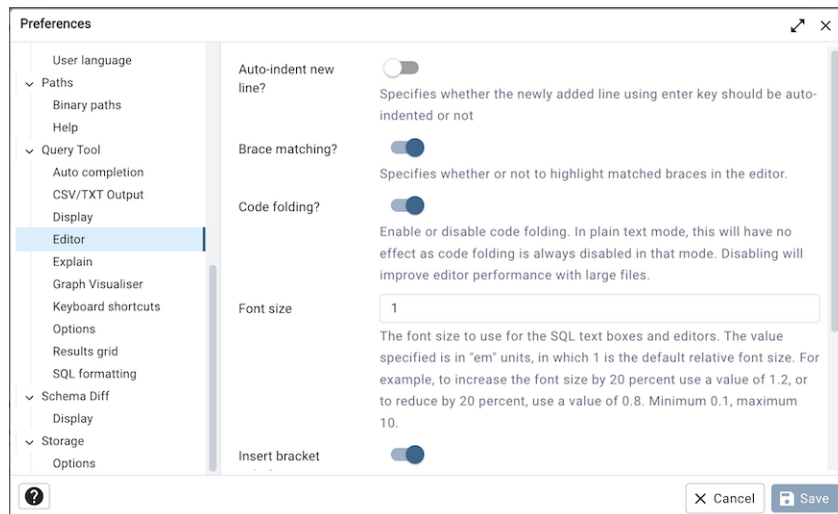 Preferences
User language
Paths
Binary paths
Help
Query Tool
Auto completion
CSV/TXT Output
Display
Editor
Explain
Graph Visualiser
Keyboard shortcuts
Options
Results grid
SQL formatting
Schema Diff
Display
Storage
Options
Auto-indent new
line?
Specifies whether the newly added line using enter key should be auto-
indented or not
Brace matching?
Specifies whether or not to highlight matched braces in the editor.
Code folding?
Enable or disable code folding. In plain text mode, this will have no
effect as code folding is always disabled in that mode. Disabling will
improve editor performance with large files.
Font size
1
The font size to use for the SQL text boxes and editors. The value
specified is in "em" units, in which 1 is the default relative font size. For
example, to increase the font size by 20 percent use a value of 1.2, or
to reduce by 20 percent, use a value of 0.8. Minimum 0.1, maximum
10.
Insert bracket
?
Cancel
Save